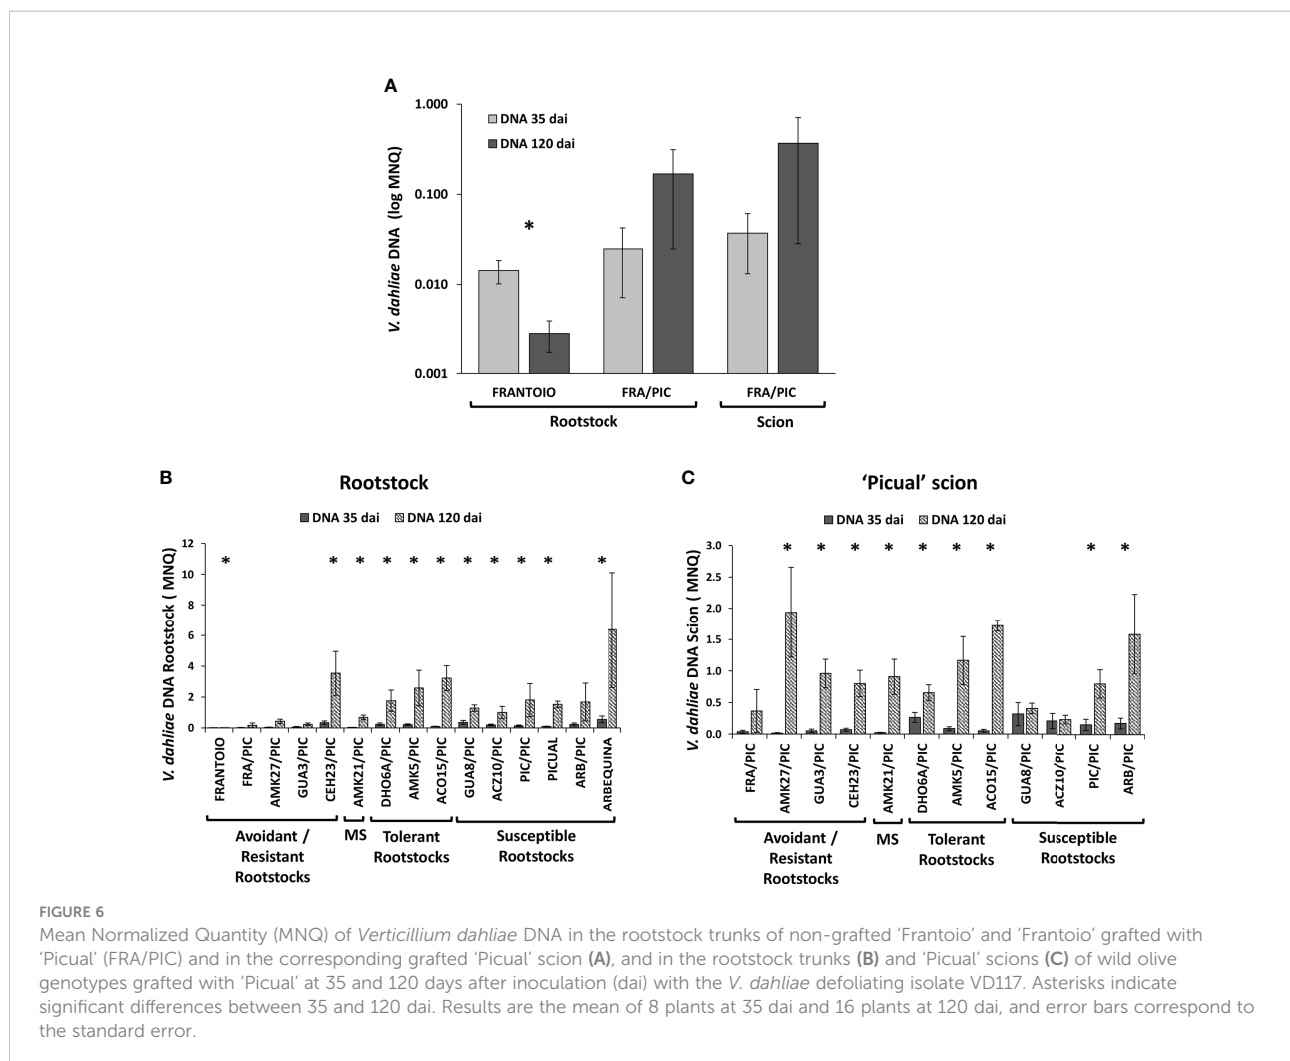 A
1.000
0.100
0.010
0.001
V. dahliae DNA (log MNQ)
DNA 35 dai
DNA 120 dai
*
FRANTOIO FRA/PIC FRA/PIC
Rootstock Scion
B
Rootstock
DNA 35 dai DNA 120 dai
V. dahliae DNA Rootstock ( MNQ)
12
10
8
6
4
2
0
* * * * * * * * * * *
FRANTOIO
FRA/PIC
AMK27/PIC
GUA3/PIC
CEH23/PIC
AMK21/PIC
DHO6A/PIC
AMK5/PIC
ACO15/PIC
GUA8/PIC
ACZ10/PIC
PIC/PIC
PICUAL
ARB/PIC
ARBEQUINA
Avoidant / MS Tolerant Susceptible
Resistant Rootstocks Rootstocks
Rootstocks
C
‘Picual’ scion
DNA 35 dai DNA 120 dai
V. dahliae DNA Scion ( MNQ)
3.0
2.5
2.0
1.5
1.0
0.5
0.0
* * * * * * * * *
FRA/PIC
AMK27/PIC
GUA3/PIC
CEH23/PIC
AMK21/PIC
DHO6A/PIC
AMK5/PIC
ACO15/PIC
GUA8/PIC
ACZ10/PIC
PIC/PIC
ARB/PIC
Avoidant / MS Tolerant Susceptible
Resistant Rootstocks Rootstocks
Rootstocks
FIGURE 6
Mean Normalized Quantity (MNQ) of Verticillium dahliae DNA in the rootstock trunks of non-grafted ‘Frantoio’ and ‘Frantoio’ grafted with
‘Picual’ (FRA/PIC) and in the corresponding grafted ‘Picual’ scion (A), and in the rootstock trunks (B) and ‘Picual’ scions (C) of wild olive
genotypes grafted with ‘Picual’ at 35 and 120 days after inoculation (dai) with the V. dahliae defoliating isolate VD117. Asterisks indicate
significant differences between 35 and 120 dai. Results are the mean of 8 plants at 35 dai and 16 plants at 120 dai, and error bars correspond to
the standard error.